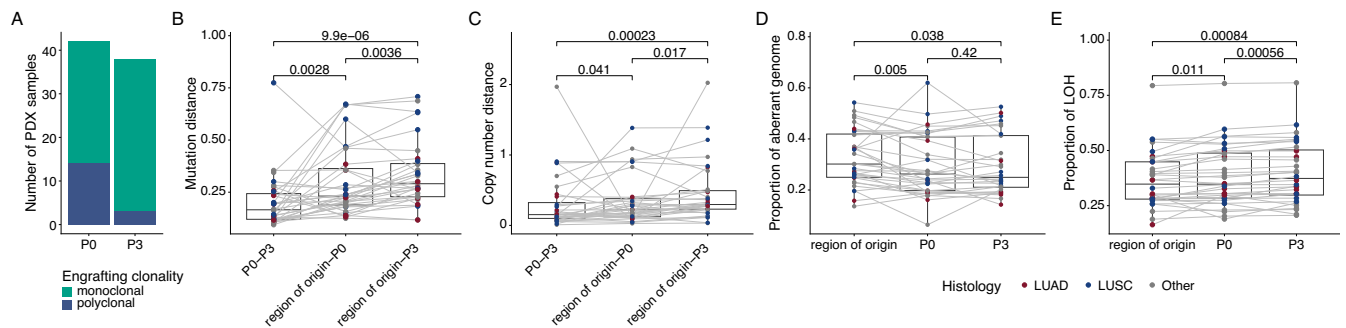 A
Number of PDX samples
40
30
20
10
0
P0
P3
Engrafting clonality
monoclonal
polyclonal
B
Mutation distance
1.00
0.75
0.50
0.25
9.9e−06
0.0036
0.0028
P0−P3
region of origin−P0
region of origin−P3
C
Copy number distance
2
1
0
0.00023
0.017
0.041
P0−P3
region of origin−P0
region of origin−P3
D
Proportion of aberrant genome
0.8
0.6
0.4
0.2
0.038
0.42
0.005
region of origin
P0
P3
E
Proportion of LOH
1.00
0.75
0.50
0.25
0.00084
0.00056
0.011
region of origin
P0
P3
Histology
LUAD
LUSC
Other